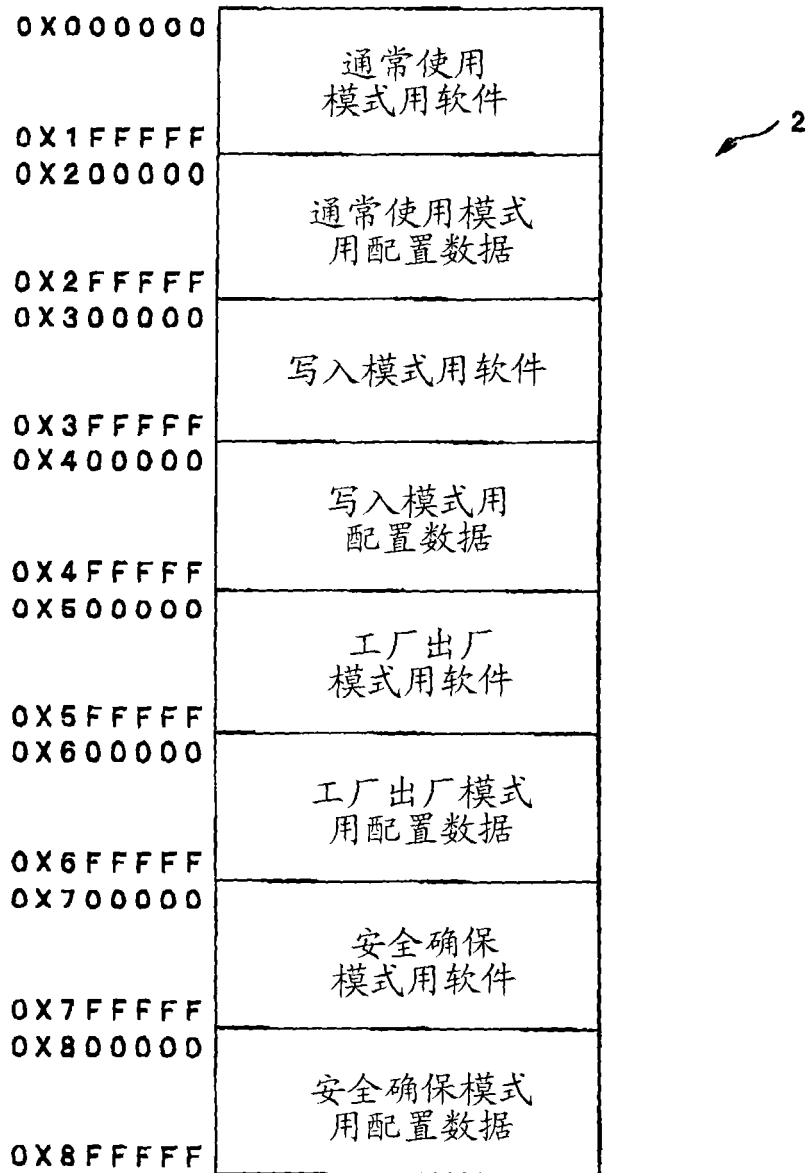 0X000000
通常使用
模式用软件
0X1FFFFF
2
0X200000
通常使用模式
用配置数据
0X2FFFFF
0X300000
写入模式用软件
0X3FFFFF
0X400000
写入模式用
配置数据
0X4FFFFF
0X500000
工厂出厂
模式用软件
0X5FFFFF
0X600000
工厂出厂模式
用配置数据
0X6FFFFF
0X700000
安全确保
模式用软件
0X7FFFFF
0X800000
安全确保模式
用配置数据
0X8FFFFF